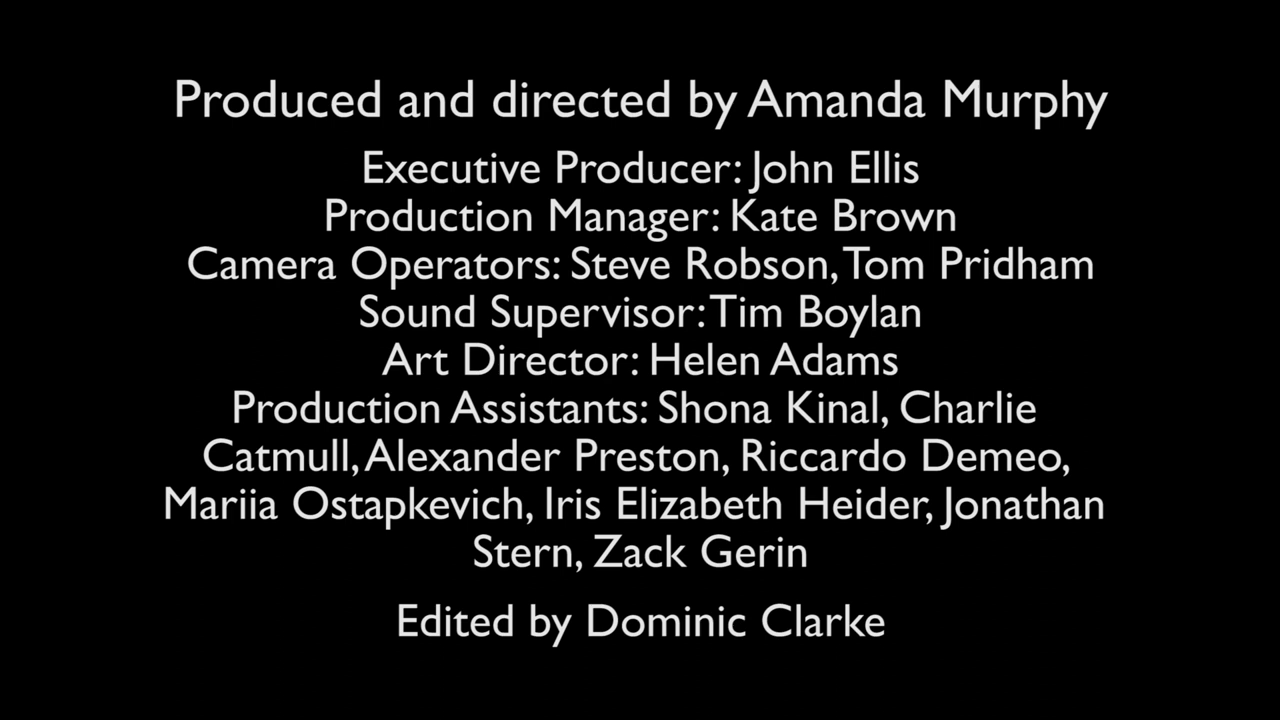 Produced and directed by Amanda Murphy
Executive Producer: John Ellis
Production Manager: Kate Brown
Camera Operators: Steve Robson, Tom Pridham
Sound Supervisor: Tim Boylan
Art Director: Helen Adams
Production Assistants: Shona Kinal, Charlie
Catmull, Alexander Preston, Riccardo Demeo,
Mariia Ostapkevich, Iris Elizabeth Heider, Jonathan
Stern, Zack Gerin
Edited by Dominic Clarke